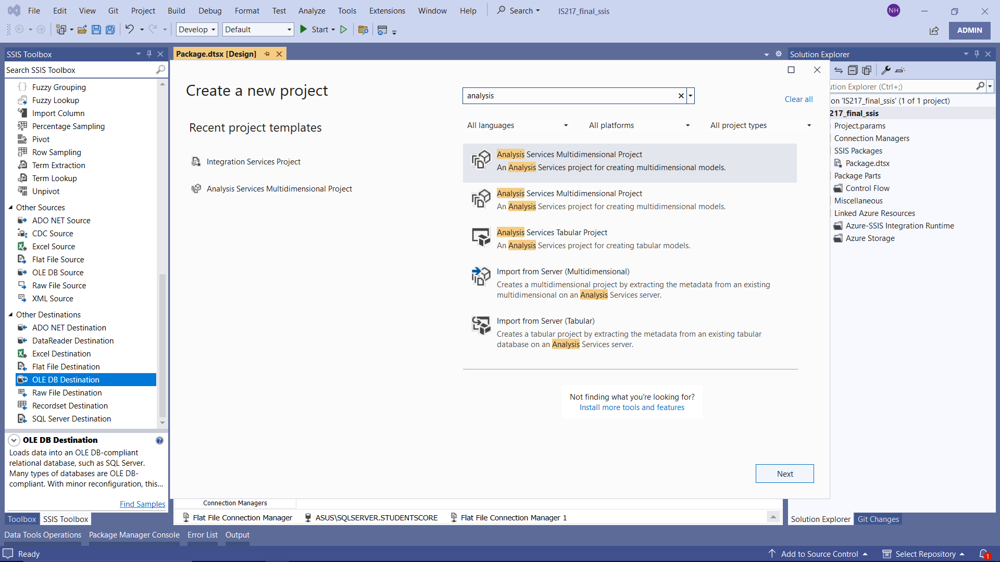 File Edit View Git Project Build Debug Format Test Analyze Tools Extensions Window Help Search IS217_final_ssis NH
Develop Default Start ADMIN
SSIS Toolbox
Search SSIS Toolbox
Fuzzy Grouping
Fuzzy Lookup
Import Column
Percentage Sampling
Pivot
Row Sampling
Term Extraction
Term Lookup
Unpivot
Other Sources
ADO NET Source
CDC Source
Excel Source
Flat File Source
OLE DB Source
Raw File Source
XML Source
Other Destinations
ADO NET Destination
DataReader Destination
Excel Destination
Flat File Destination
OLE DB Destination
Raw File Destination
Recordset Destination
SQL Server Destination
OLE DB Destination
Loads data into an OLE DB-compliant
relational database, such as SQL Server.
Many types of databases are OLE DB-
compliant. With minor reconfiguration, this...
Find Samples
Toolbox SSIS Toolbox
Package.dtsx [Design]
Create a new project
Recent project templates
Integration Services Project
Analysis Services Multidimensional Project
analysis
Clear all
All languages All platforms All project types
Analysis Services Multidimensional Project
An Analysis Services project for creating multidimensional models.
Analysis Services Multidimensional Project
An Analysis Services project for creating multidimensional models.
Analysis Services Tabular Project
An Analysis Services project for creating tabular models.
Import from Server (Multidimensional)
Creates a multidimensional project by extracting the metadata from an existing
multidimensional on an Analysis Services server.
Import from Server (Tabular)
Creates a tabular project by extracting the metadata from an existing tabular
database on an Analysis Services server.
Not finding what you're looking for?
Install more tools and features
Next
Connection Managers
Flat File Connection Manager ASUS\SQLSERVER.STUDENTSCORE Flat File Connection Manager 1
Solution Explorer
ution Explorer (Ctrl+;)
on 'IS217_final_ssis' (1 of 1 project)
217_final_ssis
Project.params
Connection Managers
SSIS Packages
Package.dtsx
Package Parts
Control Flow
Miscellaneous
Linked Azure Resources
Azure-SSIS Integration Runtime
Azure Storage
Solution Explorer Git Changes
Data Tools Operations Package Manager Console Error List Output
Ready Add to Source Control Select Repository 1